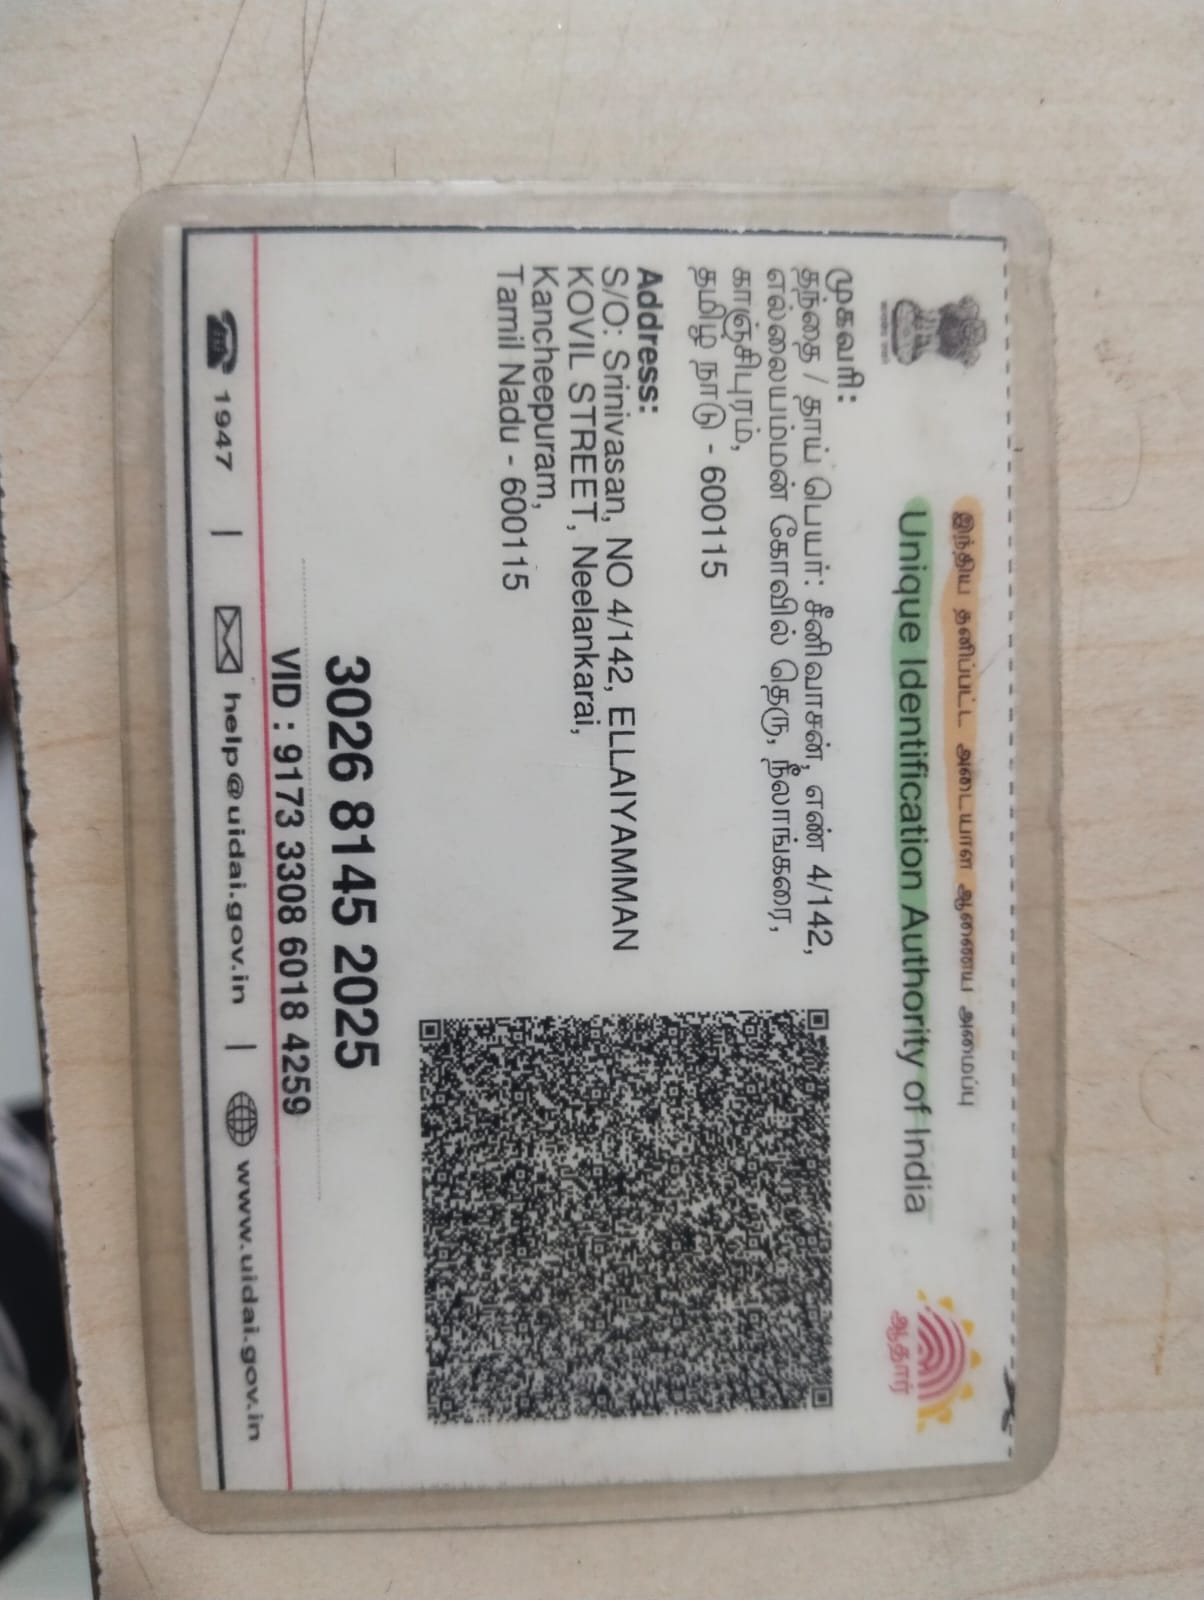 இந்திய தனிப்பட்ட அடையாள ஆணைய அமைப்பு
Unique Identification Authority of India
ஆதார்
முகவரி:
தந்தை / தாய் பெயர்: சீனிவாசன், எண் 4/142,
எல்லையம்மன் கோவில் தெரு, நீலாங்கரை,
காஞ்சிபுரம்,
தமிழ் நாடு - 600115
Address:
S/O: Srinivasan, NO 4/142, ELLAIYAMMAN
KOVIL STREET, Neelankarai,
Kancheepuram,
Tamil Nadu - 600115
3026 8145 2025
VID : 9173 3308 6018 4259
1947 | help@uidai.gov.in | www.uidai.gov.in